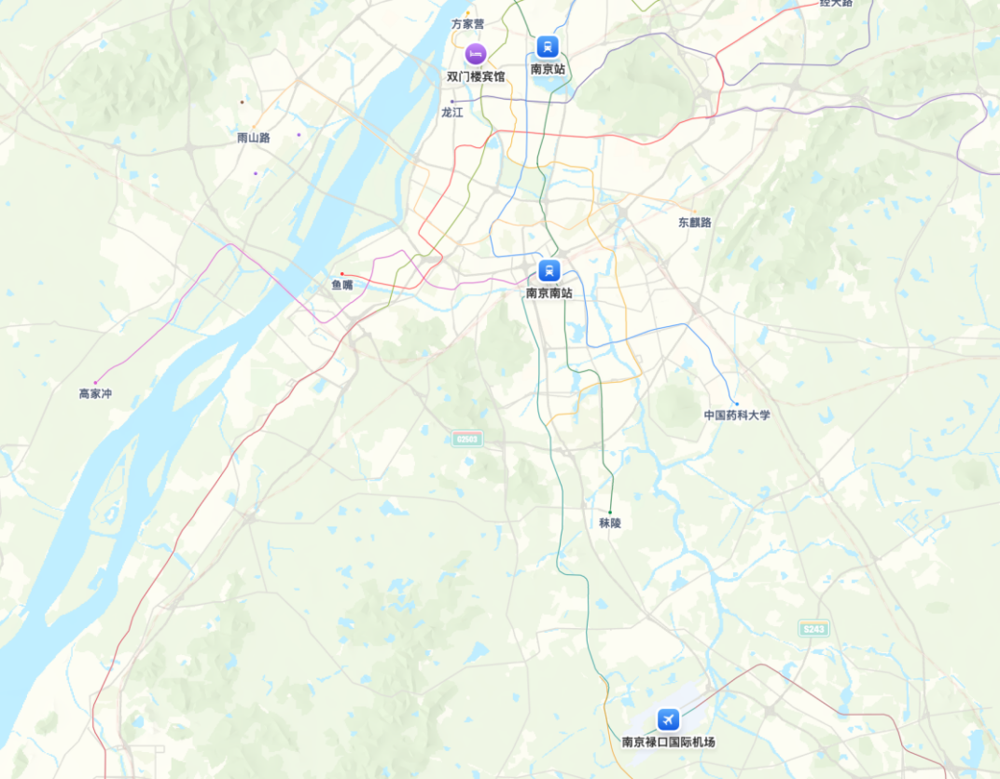 经天路
方家营
双门楼宾馆
南京站
龙江
雨山路
东麒路
鱼嘴
南京南站
高家冲
中国药科大学
G2503
秣陵
S243
南京禄口国际机场